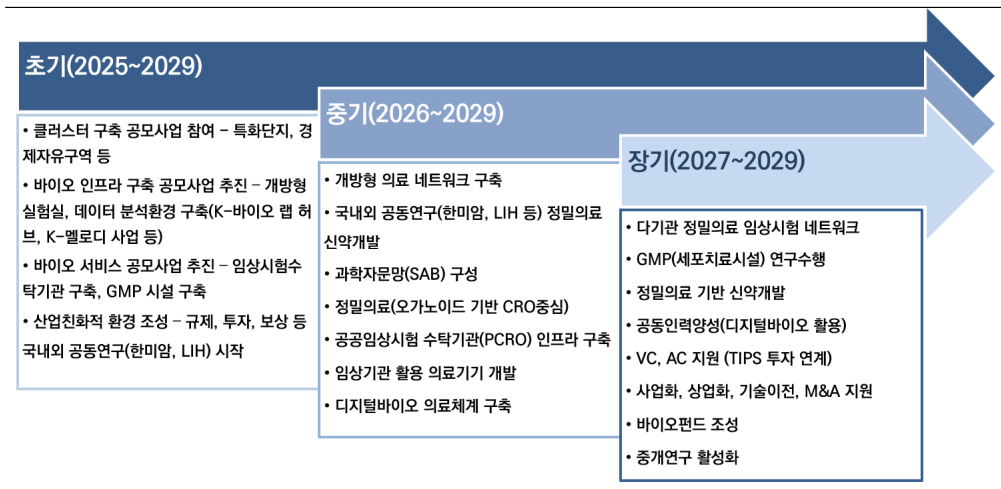 초기(2025~2029)
• 클러스터 구축 공모사업 참여 – 특화단지, 경
제자유구역 등
• 바이오 인프라 구축 공모사업 추진 – 개방형
실험실, 데이터 분석환경 구축(K-바이오 랩 허
브, K-멜로디 사업 등)
• 바이오 서비스 공모사업 추진 – 임상시험수
탁기관 구축, GMP 시설 구축
• 산업친화적 환경 조성 – 규제, 투자, 보상 등
국내외 공동연구(한미암, LIH) 시작
중기(2026~2029)
• 개방형 의료 네트워크 구축
• 국내외 공동연구(한미암, LIH 등) 정밀의료
신약개발
• 과학자문망(SAB) 구성
• 정밀의료(오가노이드 기반 CRO중심)
• 공공임상시험 수탁기관(PCRO) 인프라 구축
• 임상기관 활용 의료기기 개발
• 디지털바이오 의료체계 구축
장기(2027~2029)
• 다기관 정밀의료 임상시험 네트워크
• GMP(세포치료시설) 연구수행
• 정밀의료 기반 신약개발
• 공동인력양성(디지털바이오 활용)
• VC, AC 지원 (TIPS 투자 연계)
• 사업화, 상업화, 기술이전, M&A 지원
• 바이오펀드 조성
• 중개연구 활성화